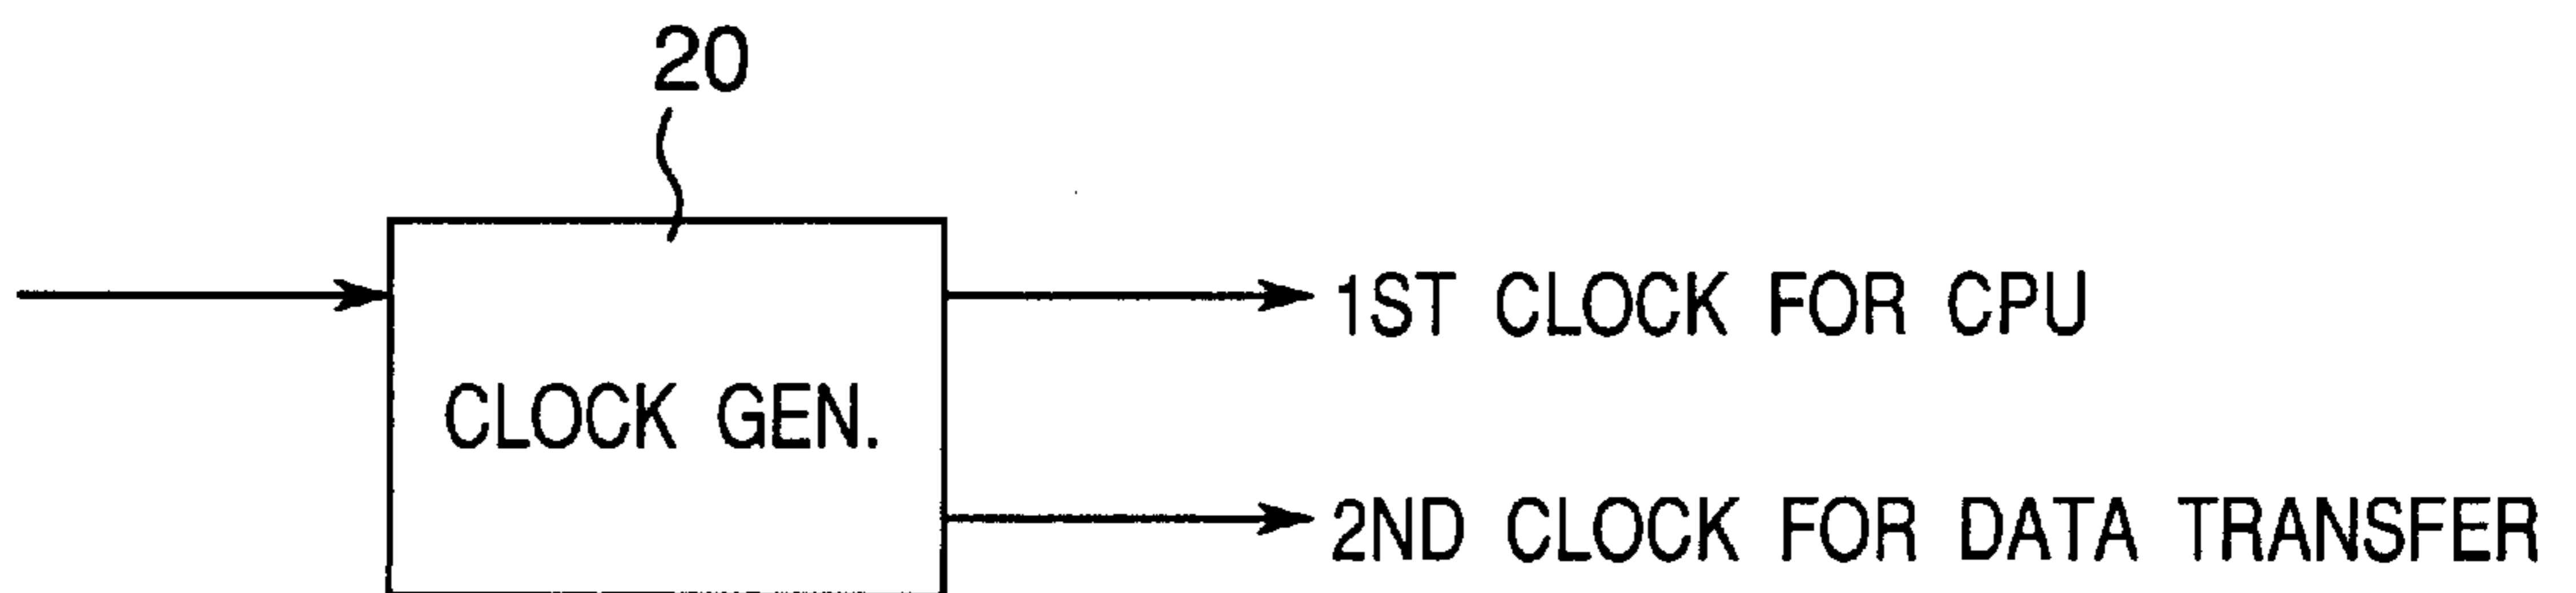 20
1ST CLOCK FOR CPU
CLOCK GEN.
2ND CLOCK FOR DATA TRANSFER